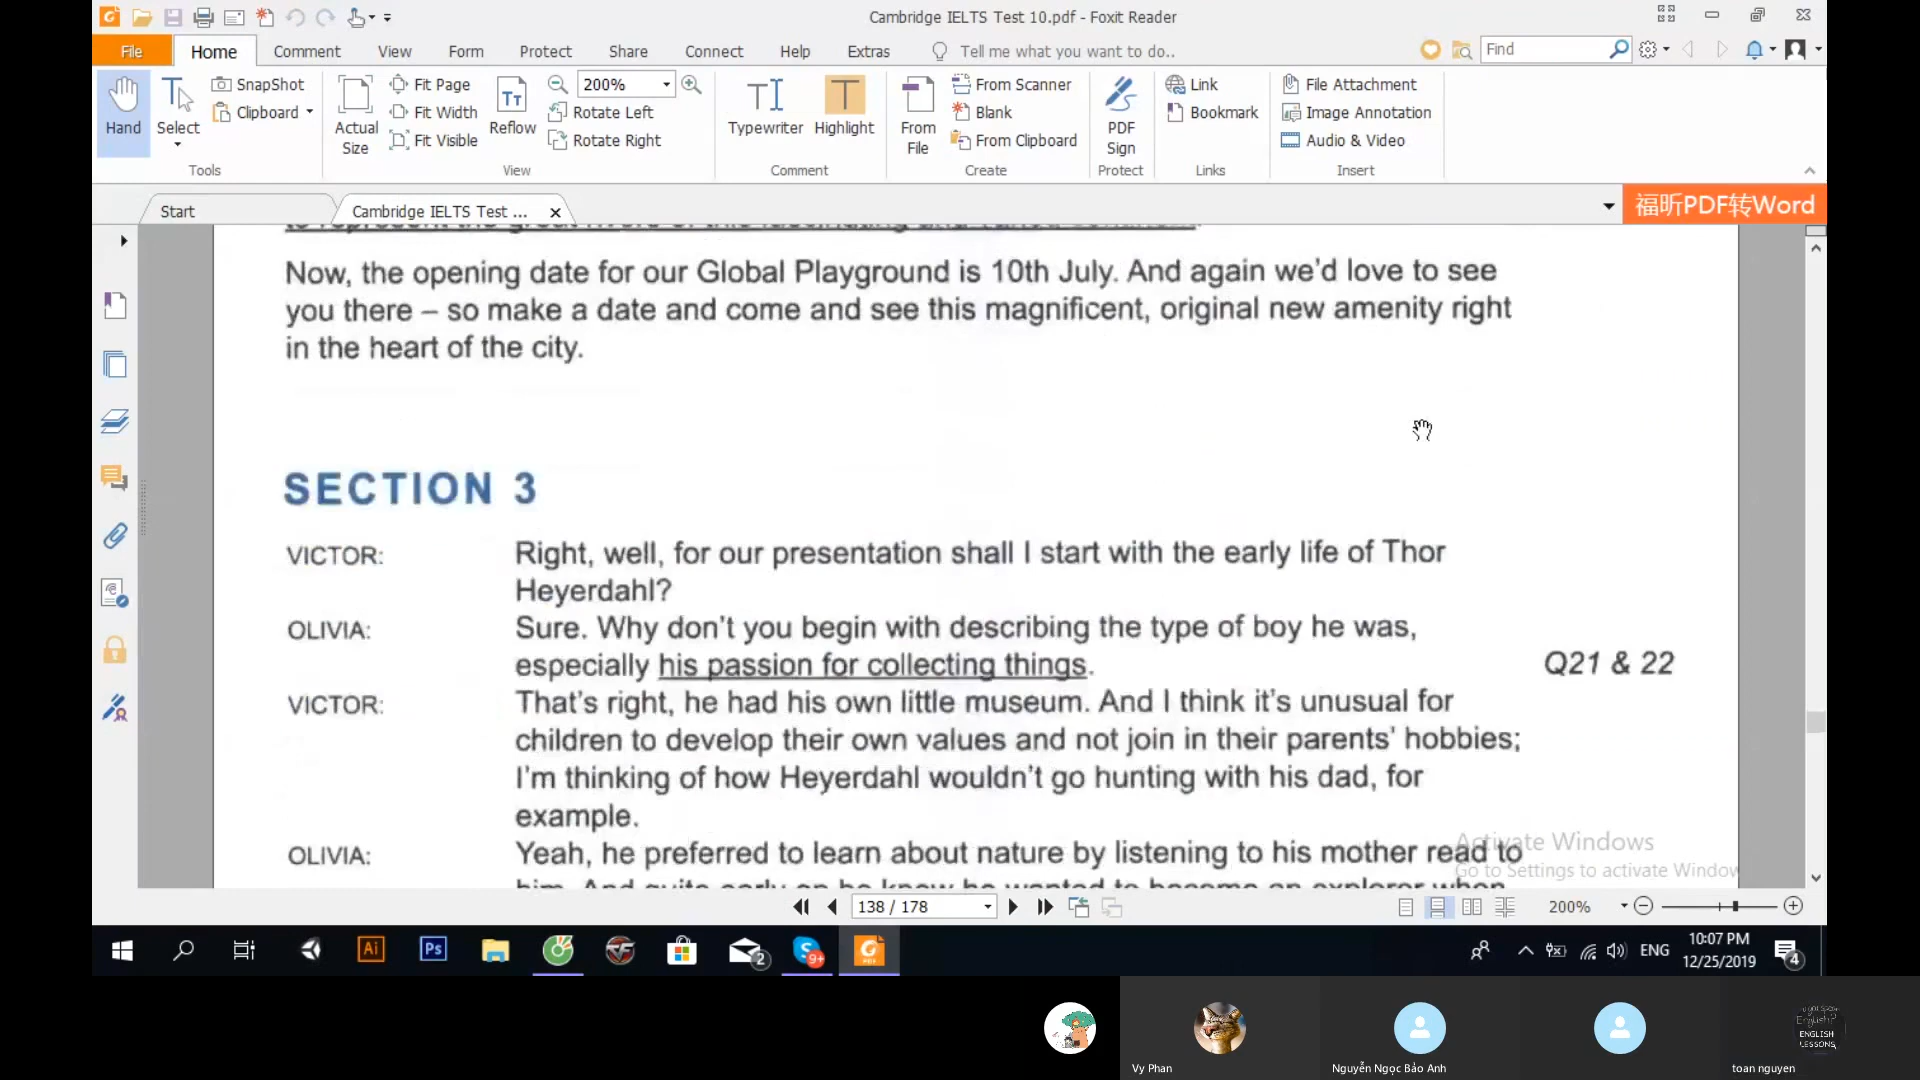 Cambridge IELTS Test 10.pdf - Foxit Reader
File Home Comment View Form Protect Share Connect Help Extras Tell me what you want to do.. Find
Hand
Select
SnapShot
Clipboard
Tools
Actual Size
Fit Page
Fit Width
Fit Visible
Reflow
200%
Rotate Left
Rotate Right
View
Typewriter
Highlight
Comment
From File
From Scanner
Blank
From Clipboard
Create
PDF Sign
Protect
Link
Bookmark
Links
File Attachment
Image Annotation
Audio & Video
Insert
Start
Cambridge IELTS Test ...
福昕PDF转Word
Now, the opening date for our Global Playground is 10th July. And again we'd love to see
you there – so make a date and come and see this magnificent, original new amenity right
in the heart of the city.
SECTION 3
VICTOR: Right, well, for our presentation shall I start with the early life of Thor
Heyerdahl?
OLIVIA: Sure. Why don't you begin with describing the type of boy he was,
especially his passion for collecting things. Q21 & 22
VICTOR: That's right, he had his own little museum. And I think it's unusual for
children to develop their own values and not join in their parents' hobbies;
I'm thinking of how Heyerdahl wouldn't go hunting with his dad, for
example.
OLIVIA: Yeah, he preferred to learn about nature by listening to his mother read to
Activate Windows
Go to Settings to activate Window
138 / 178
200%
Ai
Ps
2
9+
ENG
10:07 PM
12/25/2019
4
ENGLISH
LESSONS
Vy Phan
Nguyễn Ngọc Bảo Anh
toan nguyen